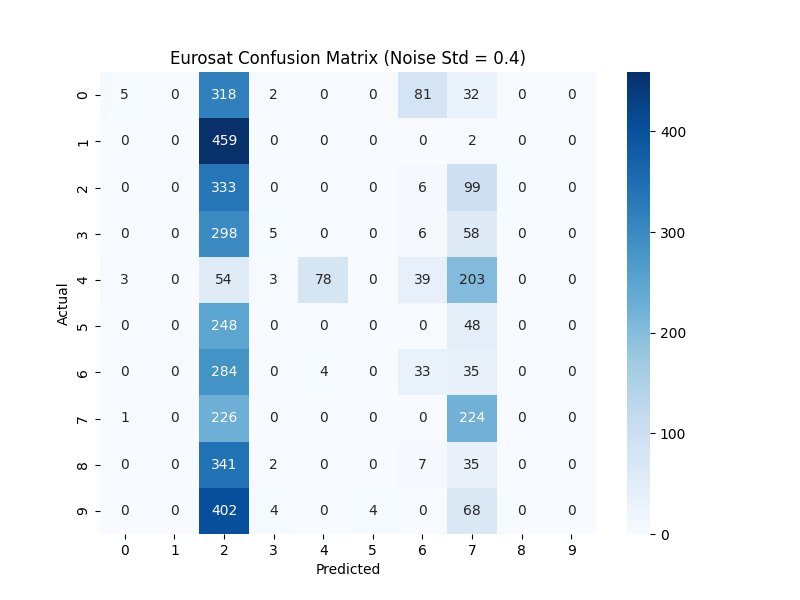 Eurosat Confusion Matrix (Noise Std = 0.4)
0 5 0 318 2 0 0 81 32 0 0
1 0 0 459 0 0 0 0 2 0 0
2 0 0 333 0 0 0 6 99 0 0
3 0 0 298 5 0 0 6 58 0 0
4 3 0 54 3 78 0 39 203 0 0
5 0 0 248 0 0 0 0 48 0 0
6 0 0 284 0 4 0 33 35 0 0
7 1 0 226 0 0 0 0 224 0 0
8 0 0 341 2 0 0 7 35 0 0
9 0 0 402 4 0 4 0 68 0 0
0 1 2 3 4 5 6 7 8 9
Predicted
Actual
400
300
200
100
0